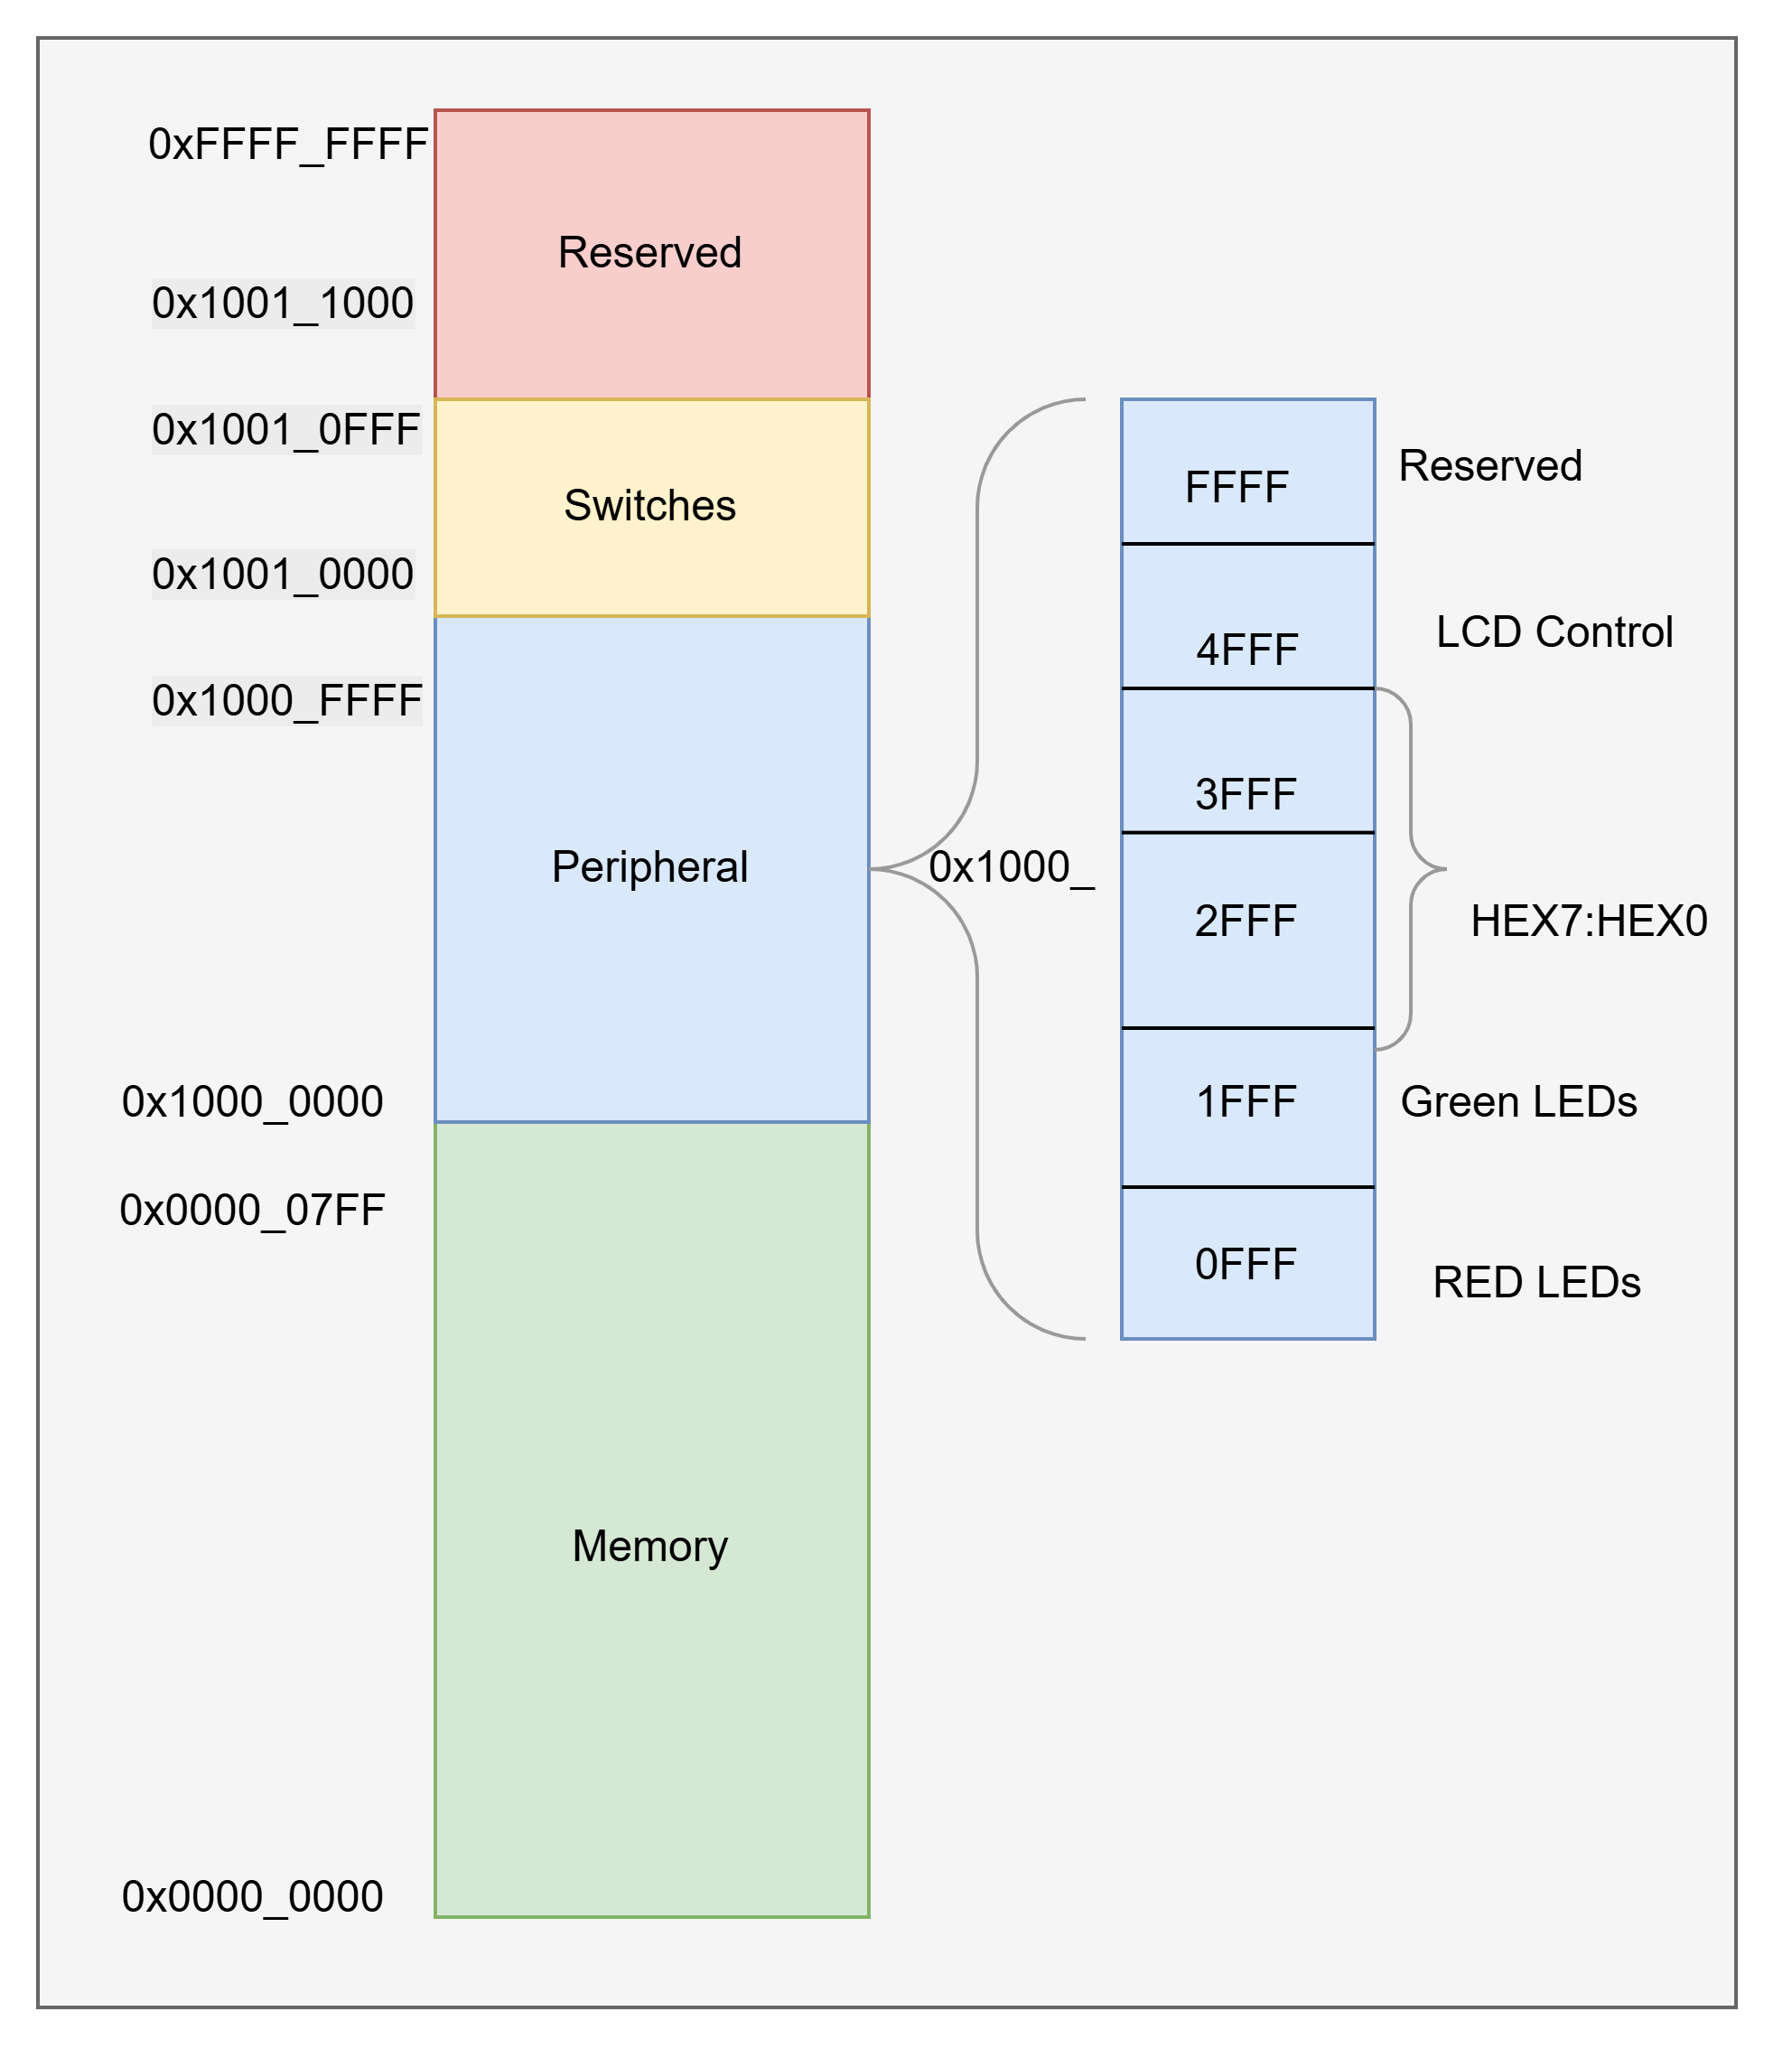 0xFFFF_FFFF
Reserved
0x1001_1000
0x1001_0FFF
Switches
0x1001_0000
0x1000_FFFF
Peripheral
0x1000_0000
0x0000_07FF
Memory
0x0000_0000
0x1000_
FFFF
Reserved
4FFF
LCD Control
3FFF
2FFF
HEX7:HEX0
1FFF
Green LEDs
0FFF
RED LEDs